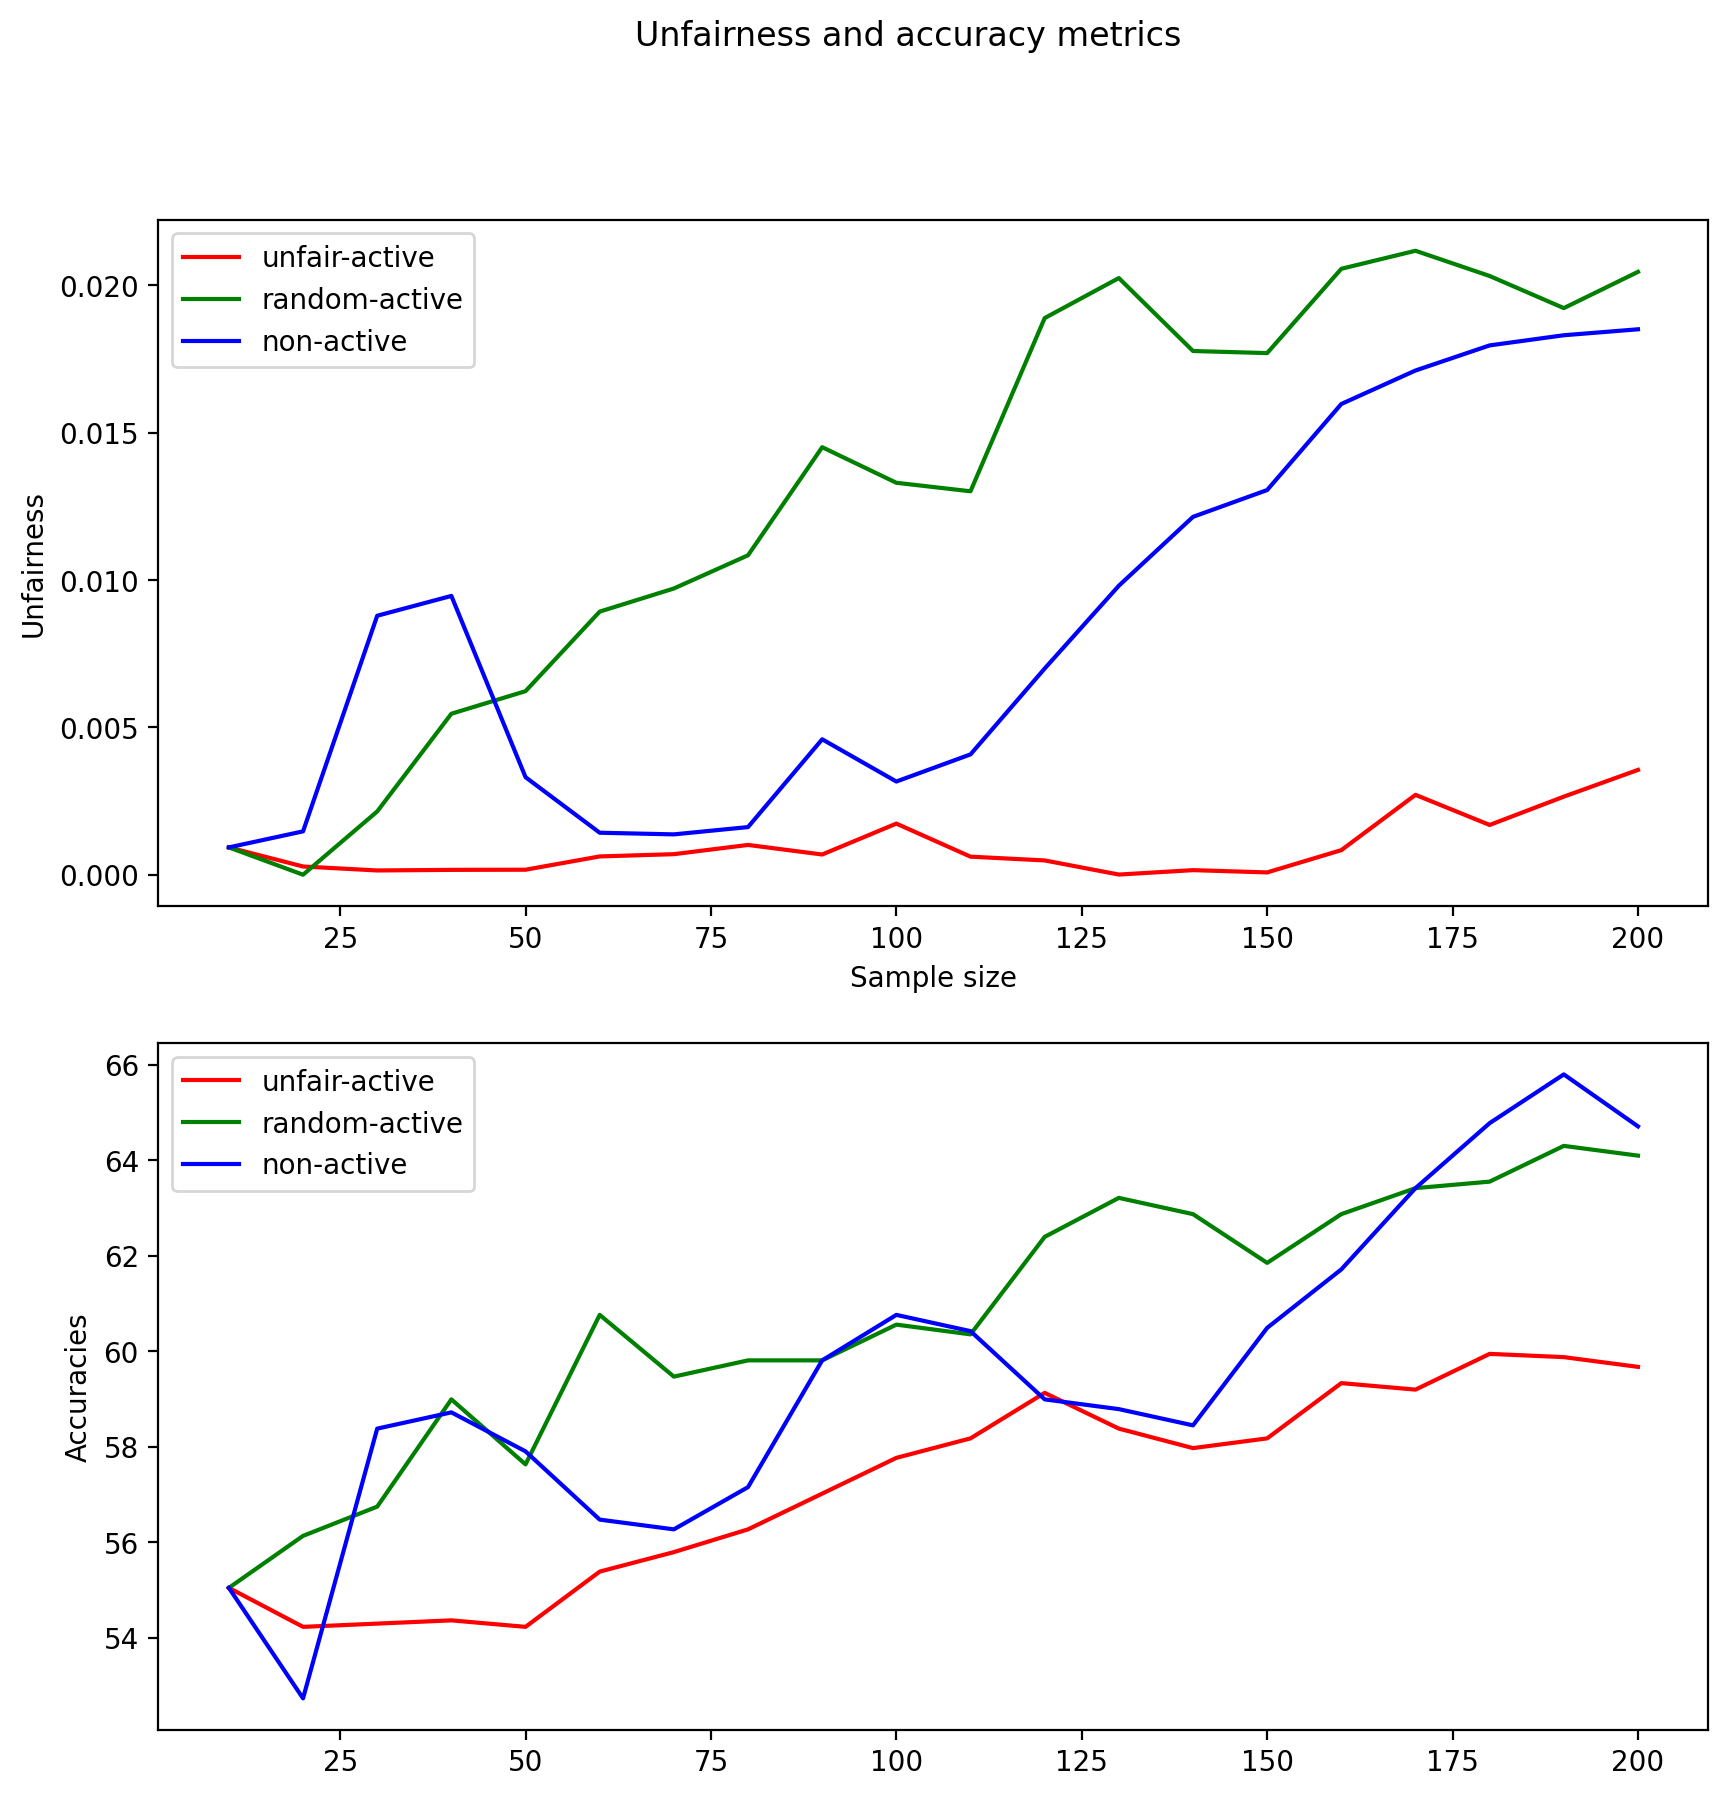 Unfairness and accuracy metrics
unfair-active
random-active
non-active
0.020
0.015
0.010
0.005
0.000
Unfairness
25 50 75 100 125 150 175 200
Sample size
unfair-active
random-active
non-active
66
64
62
60
58
56
54
Accuracies
25 50 75 100 125 150 175 200